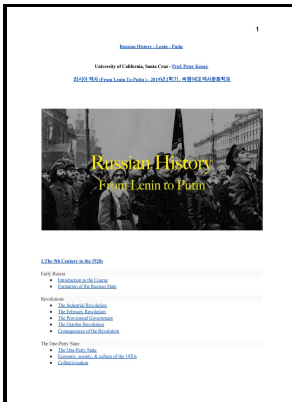 1
Russian History - Lenin - Putin
University of California, Santa Cruz - Prof. Peter Kenez
러시아 역사 (From Lenin To Putin ) - 2019년 2학기 - 숙명여대 역사문화학과
Russian History
From Lenin to Putin
1.The 9th Century to the 1920s
Early Russia
● Introduction to the Course
● Formation of the Russian State
Revolutions
● The Industrial Revolution
● The February Revolution
● The Provisional Government
● The October Revolution
● Consequences of the Revolution
The One-Party State
● The One-Party State
● Economy, society, & culture of the 1920s
● Collectivization